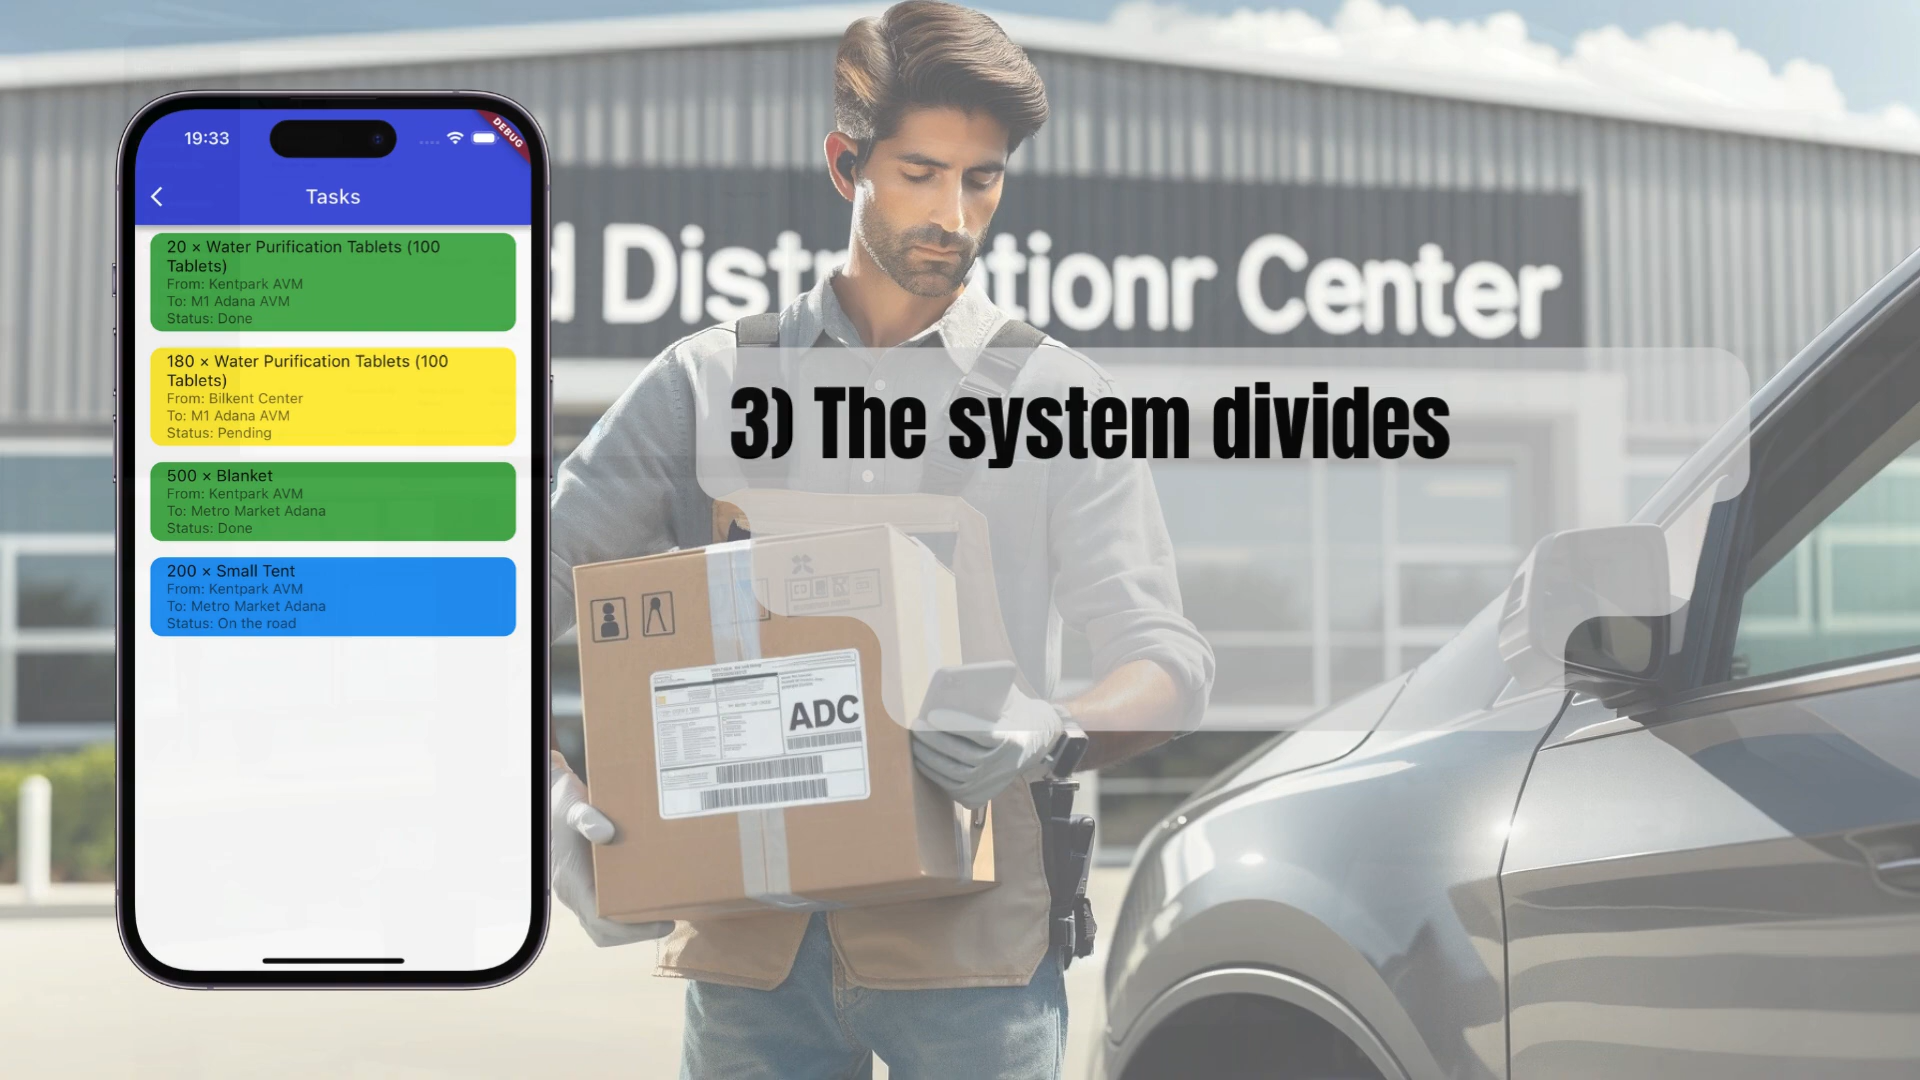 19:33
DEBUG
Tasks
20 × Water Purification Tablets (100
Tablets)
From: Kentpark AVM
To: M1 Adana AVM
Status: Done
180 × Water Purification Tablets (100
Tablets)
From: Bilkent Center
To: M1 Adana AVM
Status: Pending
500 × Blanket
From: Kentpark AVM
To: Metro Market Adana
Status: Done
200 × Small Tent
From: Kentpark AVM
To: Metro Market Adana
Status: On the road
Center
3) The system divides
ADC